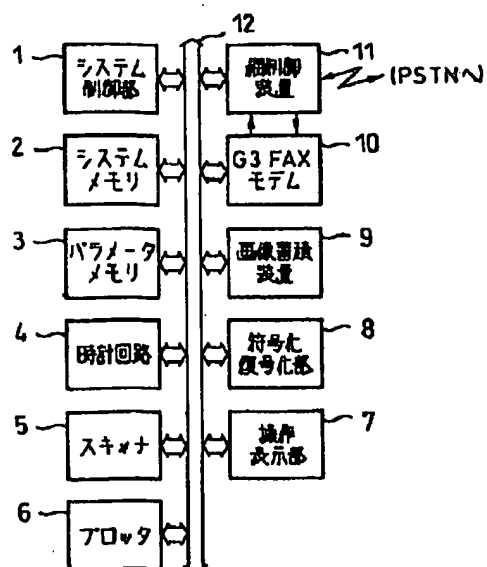 12
1
システム
制御部
2
システム
メモリ
3
パラメータ
メモリ
4
時計回路
5
スキャナ
6
プロッタ
11
網制御
装置
(PSTNへ)
10
G3 FAX
モデム
9
画像蓄積
装置
8
符号化
復号化部
7
操作
表示部